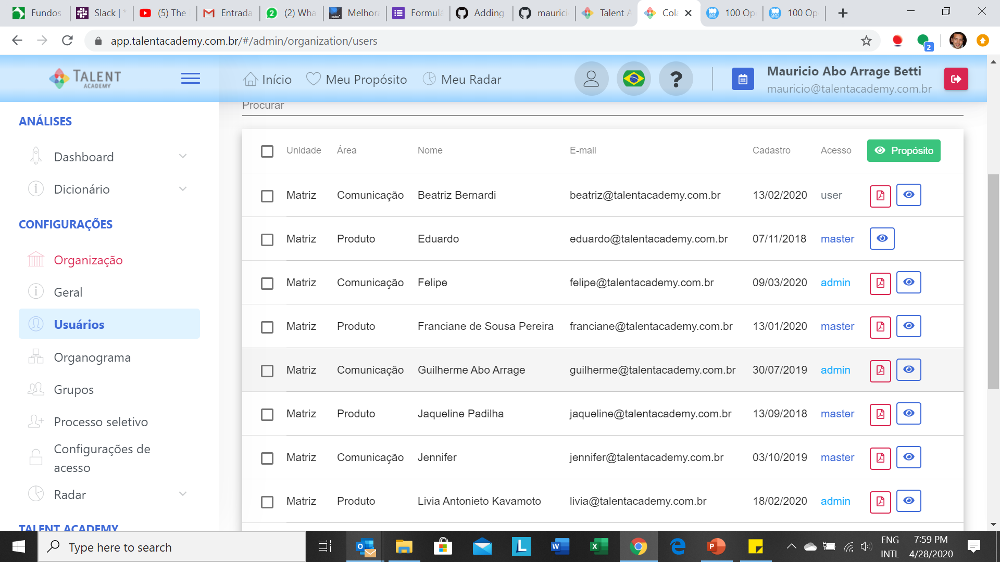 Fundos
Slack | *
(5) The
Entrada
(2) Wha
Melhora
Formula
Adding
mauricio
Talent A
Cola
100 Op
100 Op
app.talentacademy.com.br/#/admin/organization/users
2
TALENT
ACADEMY
Início
Meu Propósito
Meu Radar
?
Mauricio Abo Arrage Betti
mauricio@talentacademy.com.br
ANÁLISES
Dashboard
Dicionário
CONFIGURAÇÕES
Organização
Geral
Usuários
Organograma
Grupos
Processo seletivo
Configurações de
acesso
Radar
TALENT ACADEMY
Procurar
Unidade Área Nome E-mail Cadastro Acesso Propósito
Matriz Comunicação Beatriz Bernardi beatriz@talentacademy.com.br 13/02/2020 user
Matriz Produto Eduardo eduardo@talentacademy.com.br 07/11/2018 master
Matriz Comunicação Felipe felipe@talentacademy.com.br 09/03/2020 admin
Matriz Produto Franciane de Sousa Pereira franciane@talentacademy.com.br 13/01/2020 master
Matriz Comunicação Guilherme Abo Arrage guilherme@talentacademy.com.br 30/07/2019 admin
Matriz Produto Jaqueline Padilha jaqueline@talentacademy.com.br 13/09/2018 master
Matriz Comunicação Jennifer jennifer@talentacademy.com.br 03/10/2019 master
Matriz Produto Livia Antonieto Kavamoto livia@talentacademy.com.br 18/02/2020 admin
Type here to search
ENG
INTL
7:59 PM
4/28/2020